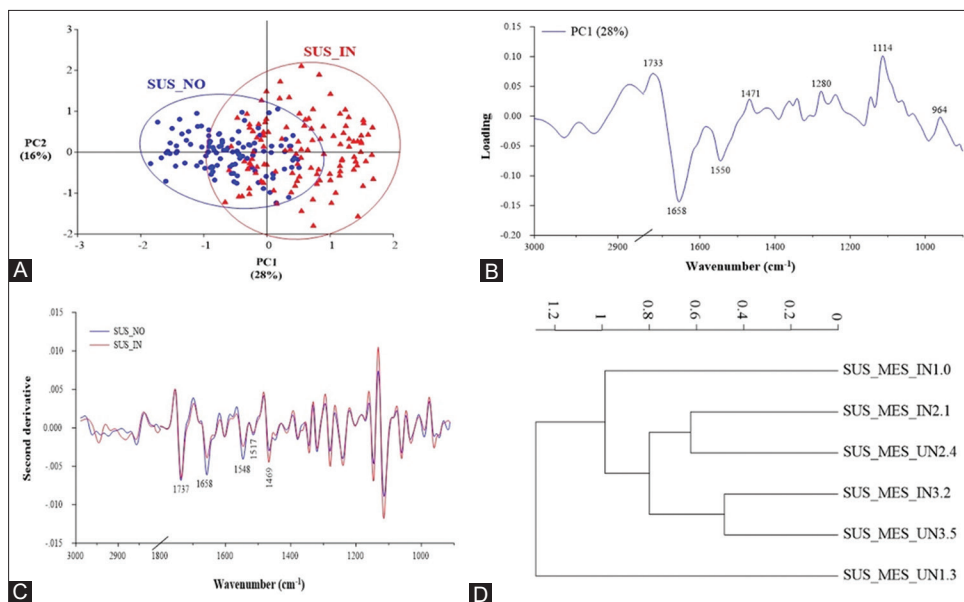 3
2
1
0
-1
-2
PC2
(16%)
SUS_NO
SUS_IN
-3
-2
-1
0
1
2
PC1
(28%)
A
0.15
0.10
0.05
0.00
-0.05
-0.10
-0.15
-0.20
Loading
PC1 (28%)
1733
1658
1550
1471
1280
1114
964
3000
2900
1600
1400
1200
1000
Wavenumber (cm-1)
B
.015
.010
.005
0.000
-.005
-.010
-.015
Second derivative
SUS_NO
SUS_IN
1737
1658
1548
1517
1469
3000
2900
1800
1600
1400
1200
1000
Wavenumber (cm-1)
C
1.2
1
0.8
0.6
0.4
0.2
0
SUS_MES_IN1.0
SUS_MES_IN2.1
SUS_MES_UN2.4
SUS_MES_IN3.2
SUS_MES_UN3.5
SUS_MES_UN1.3
D